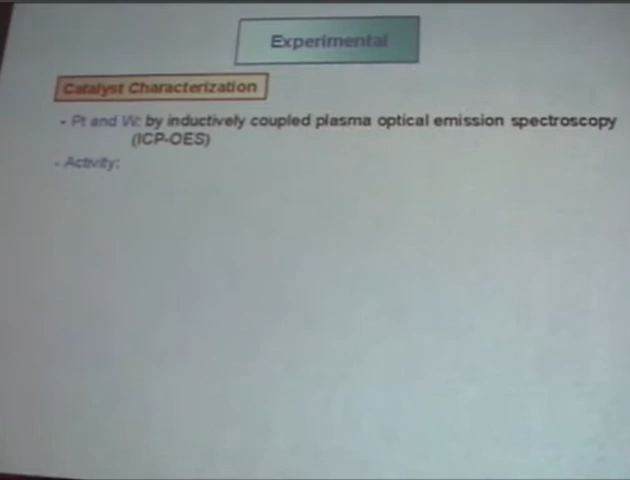 Experimental
Catalyst Characterization
- Pt and W: by inductively coupled plasma optical emission spectroscopy
(ICP-OES)
- Activity: